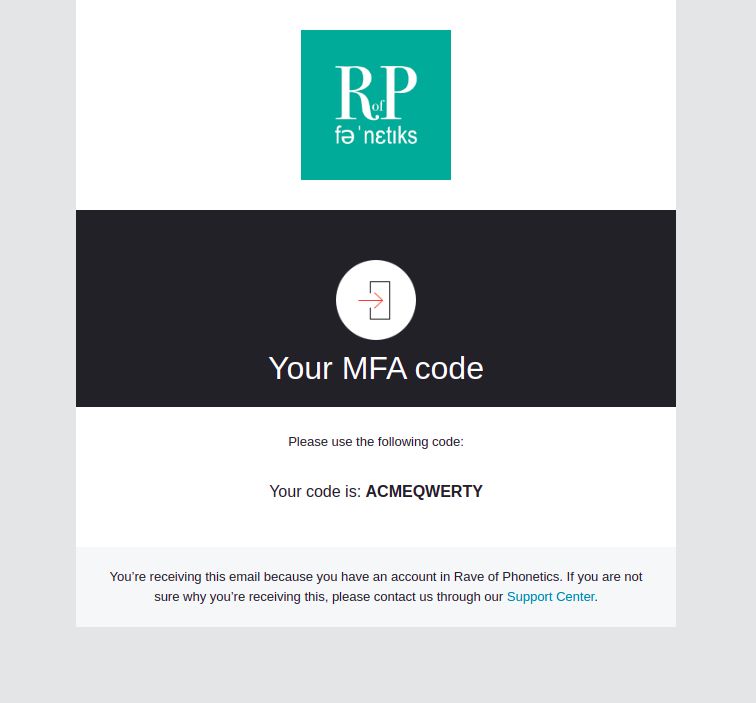 R of P
fəˈnɛtıks
Your MFA code
Please use the following code:
Your code is: ACMEQWERTY
You’re receiving this email because you have an account in Rave of Phonetics. If you are not
sure why you’re receiving this, please contact us through our Support Center.